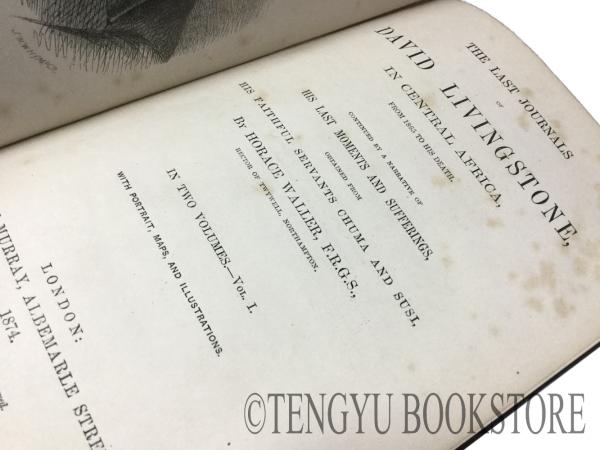 THE LAST JOURNALS
OF
DAVID LIVINGSTONE,
IN CENTRAL AFRICA,
FROM 1865 TO HIS DEATH.
CONTINUED BY A NARRATIVE OF
HIS LAST MOMENTS AND SUFFERINGS,
OBTAINED FROM
HIS FAITHFUL SERVANTS CHUMA AND SUSI,
BY HORACE WALLER, F.R.G.S.,
RECTOR OF TWYWELL, NORTHAMPTON.
IN TWO VOLUMES.—VOL. I.
WITH PORTRAIT, MAPS, AND ILLUSTRATIONS.
LONDON:
MURRAY, ALBEMARLE STRE
1874.
©TENGYU BOOKSTORE